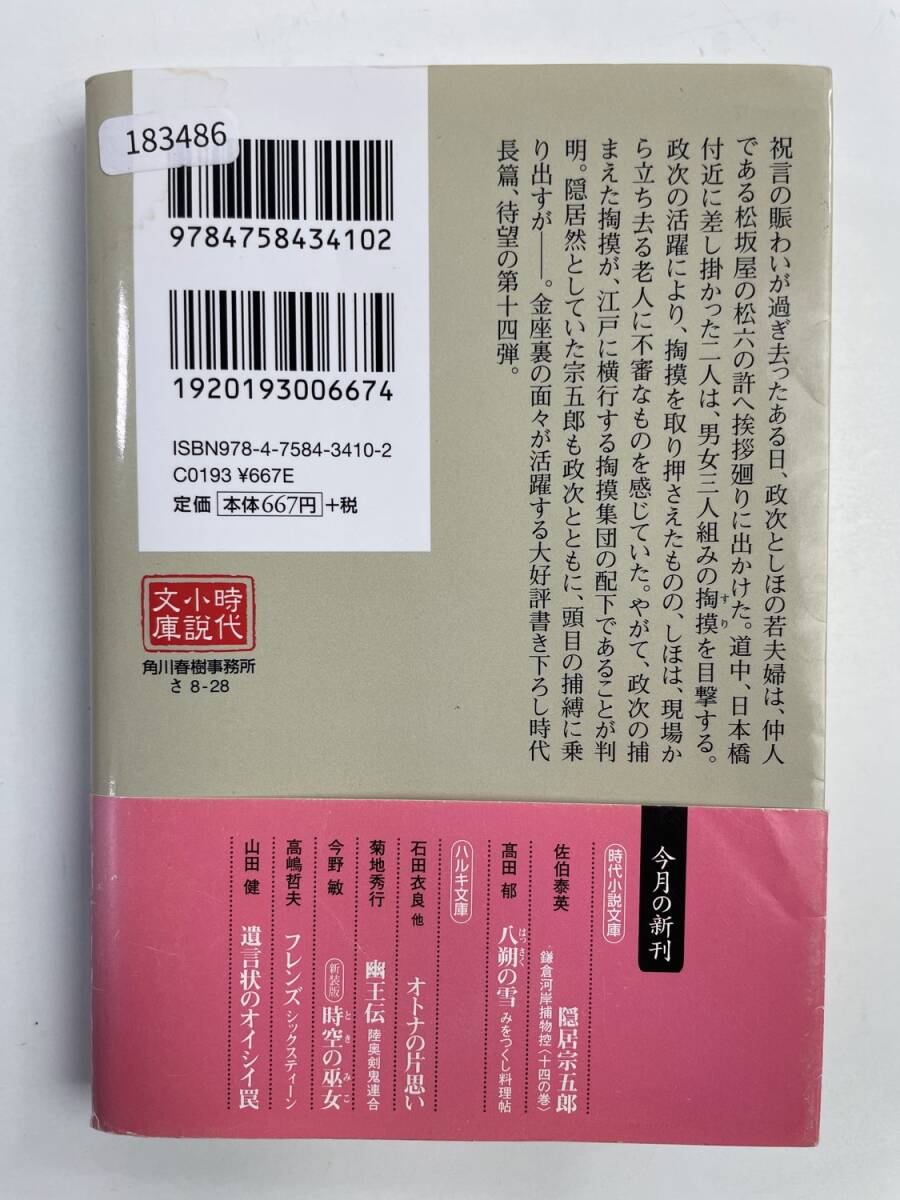 祝言の賑わいが過ぎ去ったある日、政次としほの若夫婦は、仲人
である松坂屋の松六の許へ挨拶廻りに出かけた。道中、日本橋
付近に差し掛かった二人は、男女三人組みの掏摸を目撃する。
すり
政次の活躍により、掏摸を取り押さえたものの、しほは、現場か
ら立ち去る老人に不審なものを感じていた。やがて、政次の捕
まえた掏摸が、江戸に横行する掏摸集団の配下であることが判
明。隠居然としていた宗五郎も政次とともに、頭目の捕縛に乗
り出すが――。金座裏の面々が活躍する大好評書き下ろし時代
長篇、待望の第十四弾。
183486
9784758434102
1920193006674
ISBN978-4-7584-3410-2
C0193 ¥667E
定価 本体667円 +税
時代
小説
文庫
角川春樹事務所
さ 8-28
今月の新刊
時代小説文庫
佐伯泰英 隠居宗五郎
鎌倉河岸捕物控〈十四の巻〉
髙田 郁 八朔の雪 みをつくし料理帖
はっさく
ハルキ文庫
石田衣良 他 オトナの片思い
菊地秀行 幽王伝 陸奥剣鬼連合
今野 敏 新装版 時空の巫女
とき みこ
高嶋哲夫 フレンズ シックスティーン
山田 健 遺言状のオイシイ罠